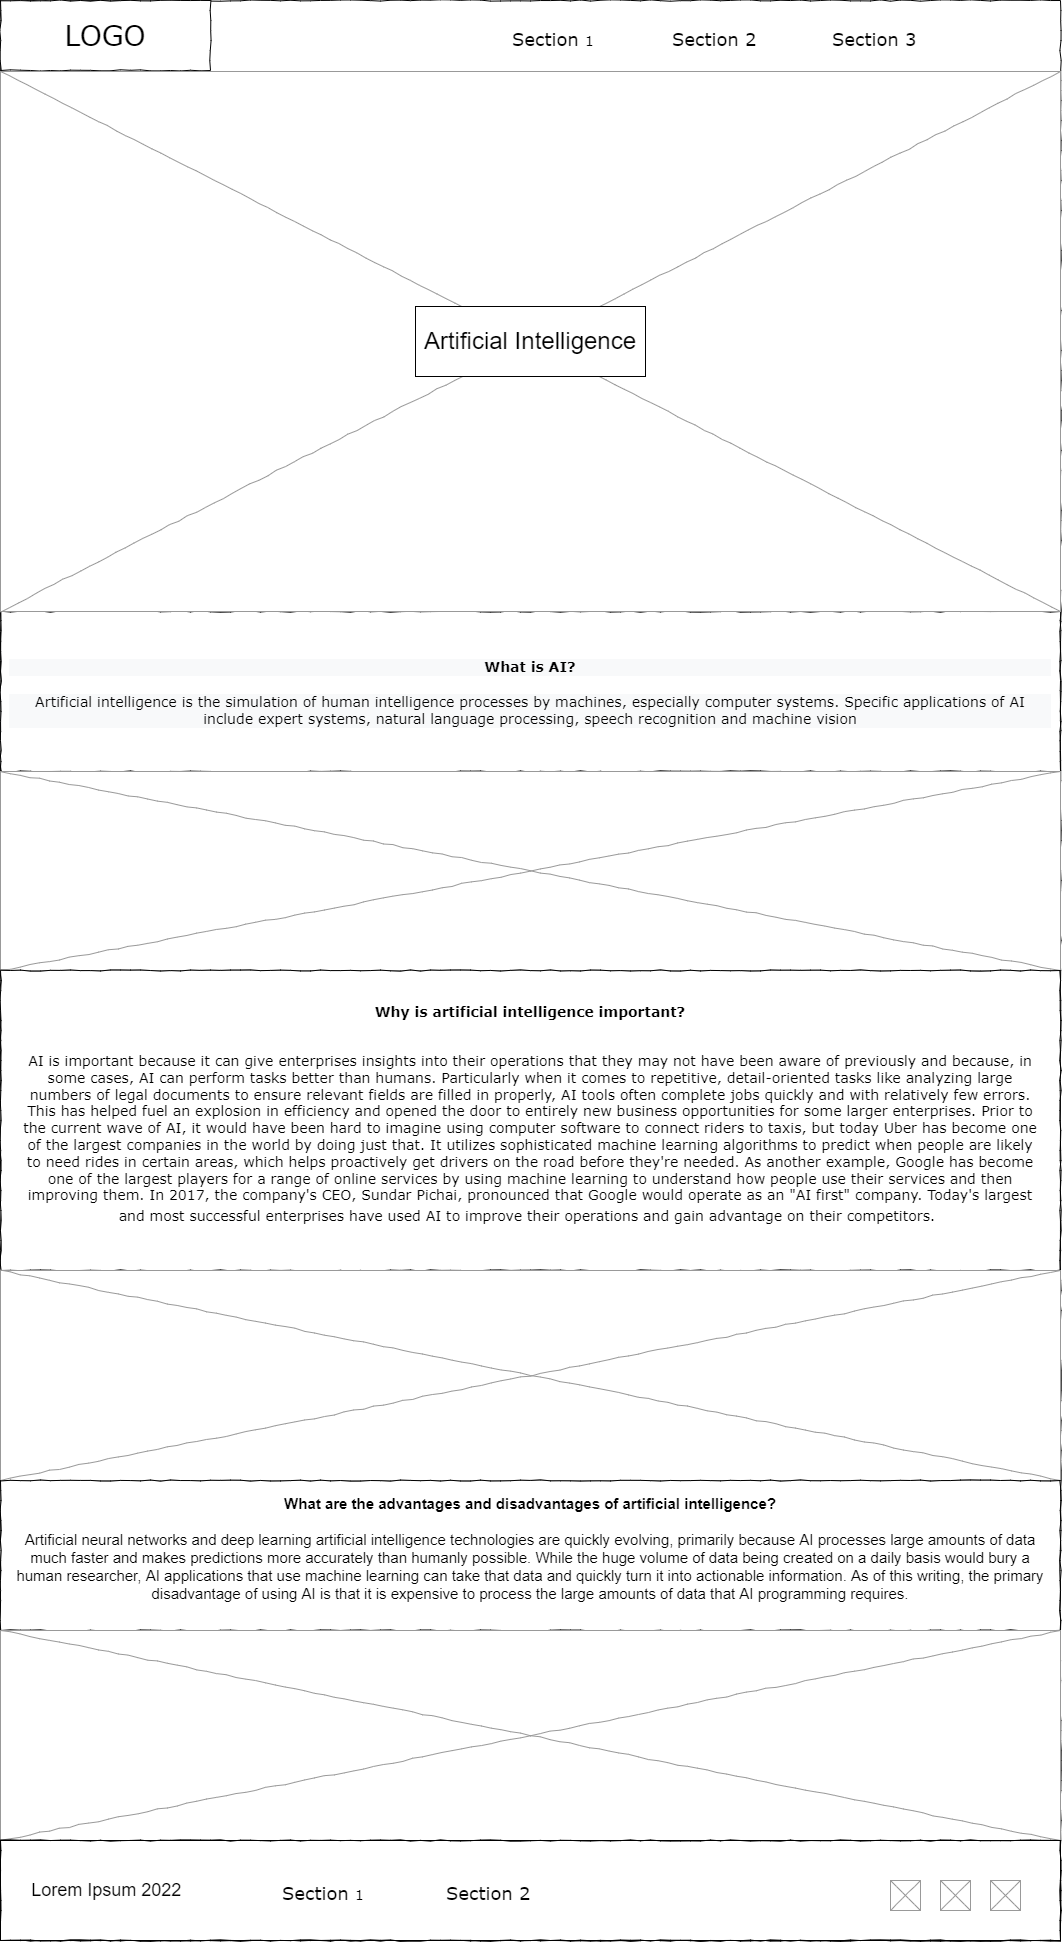 LOGO
Section 1
Section 2
Section 3
Artificial Intelligence
What is AI?
Artificial intelligence is the simulation of human intelligence processes by machines, especially computer systems. Specific applications of AI
include expert systems, natural language processing, speech recognition and machine vision
Why is artificial intelligence important?
AI is important because it can give enterprises insights into their operations that they may not have been aware of previously and because, in
some cases, AI can perform tasks better than humans. Particularly when it comes to repetitive, detail-oriented tasks like analyzing large
numbers of legal documents to ensure relevant fields are filled in properly, AI tools often complete jobs quickly and with relatively few errors.
This has helped fuel an explosion in efficiency and opened the door to entirely new business opportunities for some larger enterprises. Prior to
the current wave of AI, it would have been hard to imagine using computer software to connect riders to taxis, but today Uber has become one
of the largest companies in the world by doing just that. It utilizes sophisticated machine learning algorithms to predict when people are likely
to need rides in certain areas, which helps proactively get drivers on the road before they're needed. As another example, Google has become
one of the largest players for a range of online services by using machine learning to understand how people use their services and then
improving them. In 2017, the company's CEO, Sundar Pichai, pronounced that Google would operate as an "AI first" company. Today's largest
and most successful enterprises have used AI to improve their operations and gain advantage on their competitors.
What are the advantages and disadvantages of artificial intelligence?
Artificial neural networks and deep learning artificial intelligence technologies are quickly evolving, primarily because AI processes large amounts of data
much faster and makes predictions more accurately than humanly possible. While the huge volume of data being created on a daily basis would bury a
human researcher, AI applications that use machine learning can take that data and quickly turn it into actionable information. As of this writing, the primary
disadvantage of using AI is that it is expensive to process the large amounts of data that AI programming requires.
Lorem Ipsum 2022
Section 1
Section 2